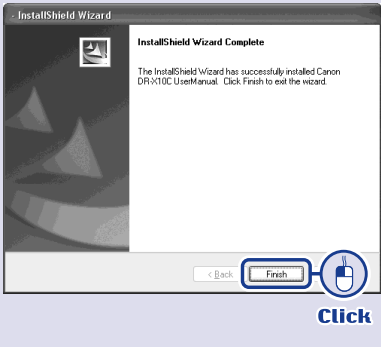 InstallShield Wizard
InstallShield Wizard Complete
The InstallShield Wizard has successfully installed Canon
DR-X10C UserManual. Click Finish to exit the wizard.
< Back
Finish
Click